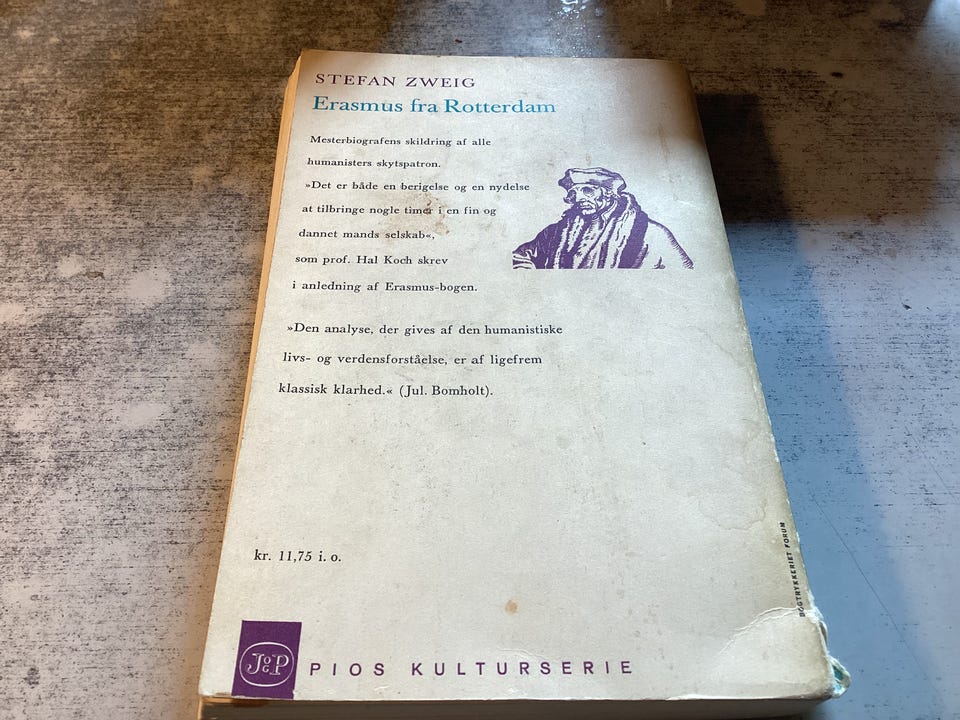 STEFAN ZWEIG
Erasmus fra Rotterdam
Mesterbiografens skildring af alle
humanisters skytspatron.
»Det er både en berigelse og en nydelse
at tilbringe nogle timer i en fin og
dannet mands selskab«,
som prof. Hal Koch skrev
i anledning af Erasmus-bogen.
»Den analyse, der gives af den humanistiske
livs- og verdensforståelse, er af ligefrem
klassisk klarhed.« (Jul. Bomholt).
kr. 11,75 i. o.
BOGTRYKKERIET FORUM
J OG P
PIOS KULTURSERIE